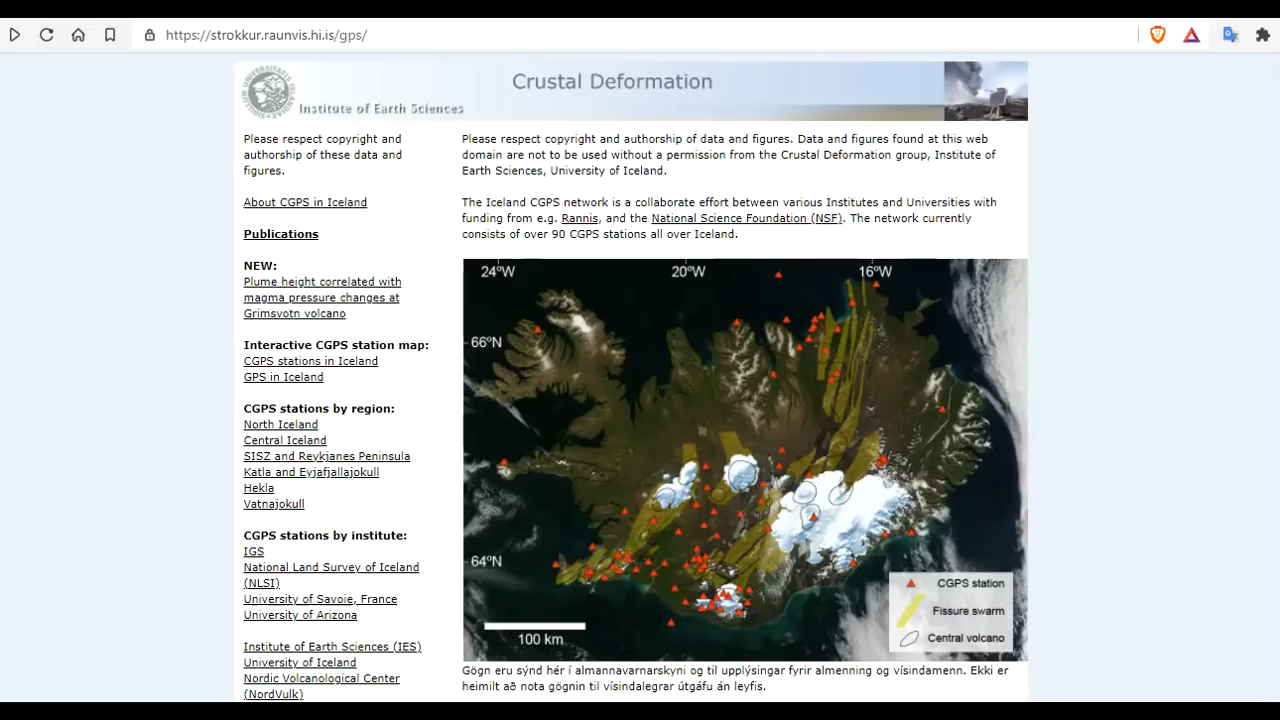 https://strokkur.raunvis.hi.is/gps/
Crustal Deformation
Institute of Earth Sciences
Please respect copyright and
authorship of these data and
figures.
About CGPS in Iceland
Publications
NEW:
Plume height correlated with
magma pressure changes at
Grimsvotn volcano
Interactive CGPS station map:
CGPS stations in Iceland
GPS in Iceland
CGPS stations by region:
North Iceland
Central Iceland
SISZ and Reykjanes Peninsula
Katla and Eyjafjallajokull
Hekla
Vatnajokull
CGPS stations by institute:
IGS
National Land Survey of Iceland
(NLSI)
University of Savoie, France
University of Arizona
Institute of Earth Sciences (IES)
University of Iceland
Nordic Volcanological Center
(NordVulk)
Please respect copyright and authorship of data and figures. Data and figures found at this web
domain are not to be used without a permission from the Crustal Deformation group, Institute of
Earth Sciences, University of Iceland.
The Iceland CGPS network is a collaborate effort between various Institutes and Universities with
funding from e.g. Rannis, and the National Science Foundation (NSF). The network currently
consists of over 90 CGPS stations all over Iceland.
24°W 20°W 16°W
66°N
64°N
100 km
CGPS station
Fissure swarm
Central volcano
Gögn eru sýnd hér í almannavarnarskyni og til upplýsingar fyrir almenning og vísindamenn. Ekki er
heimilt að nota gögnin til vísindalegrar útgáfu án leyfis.